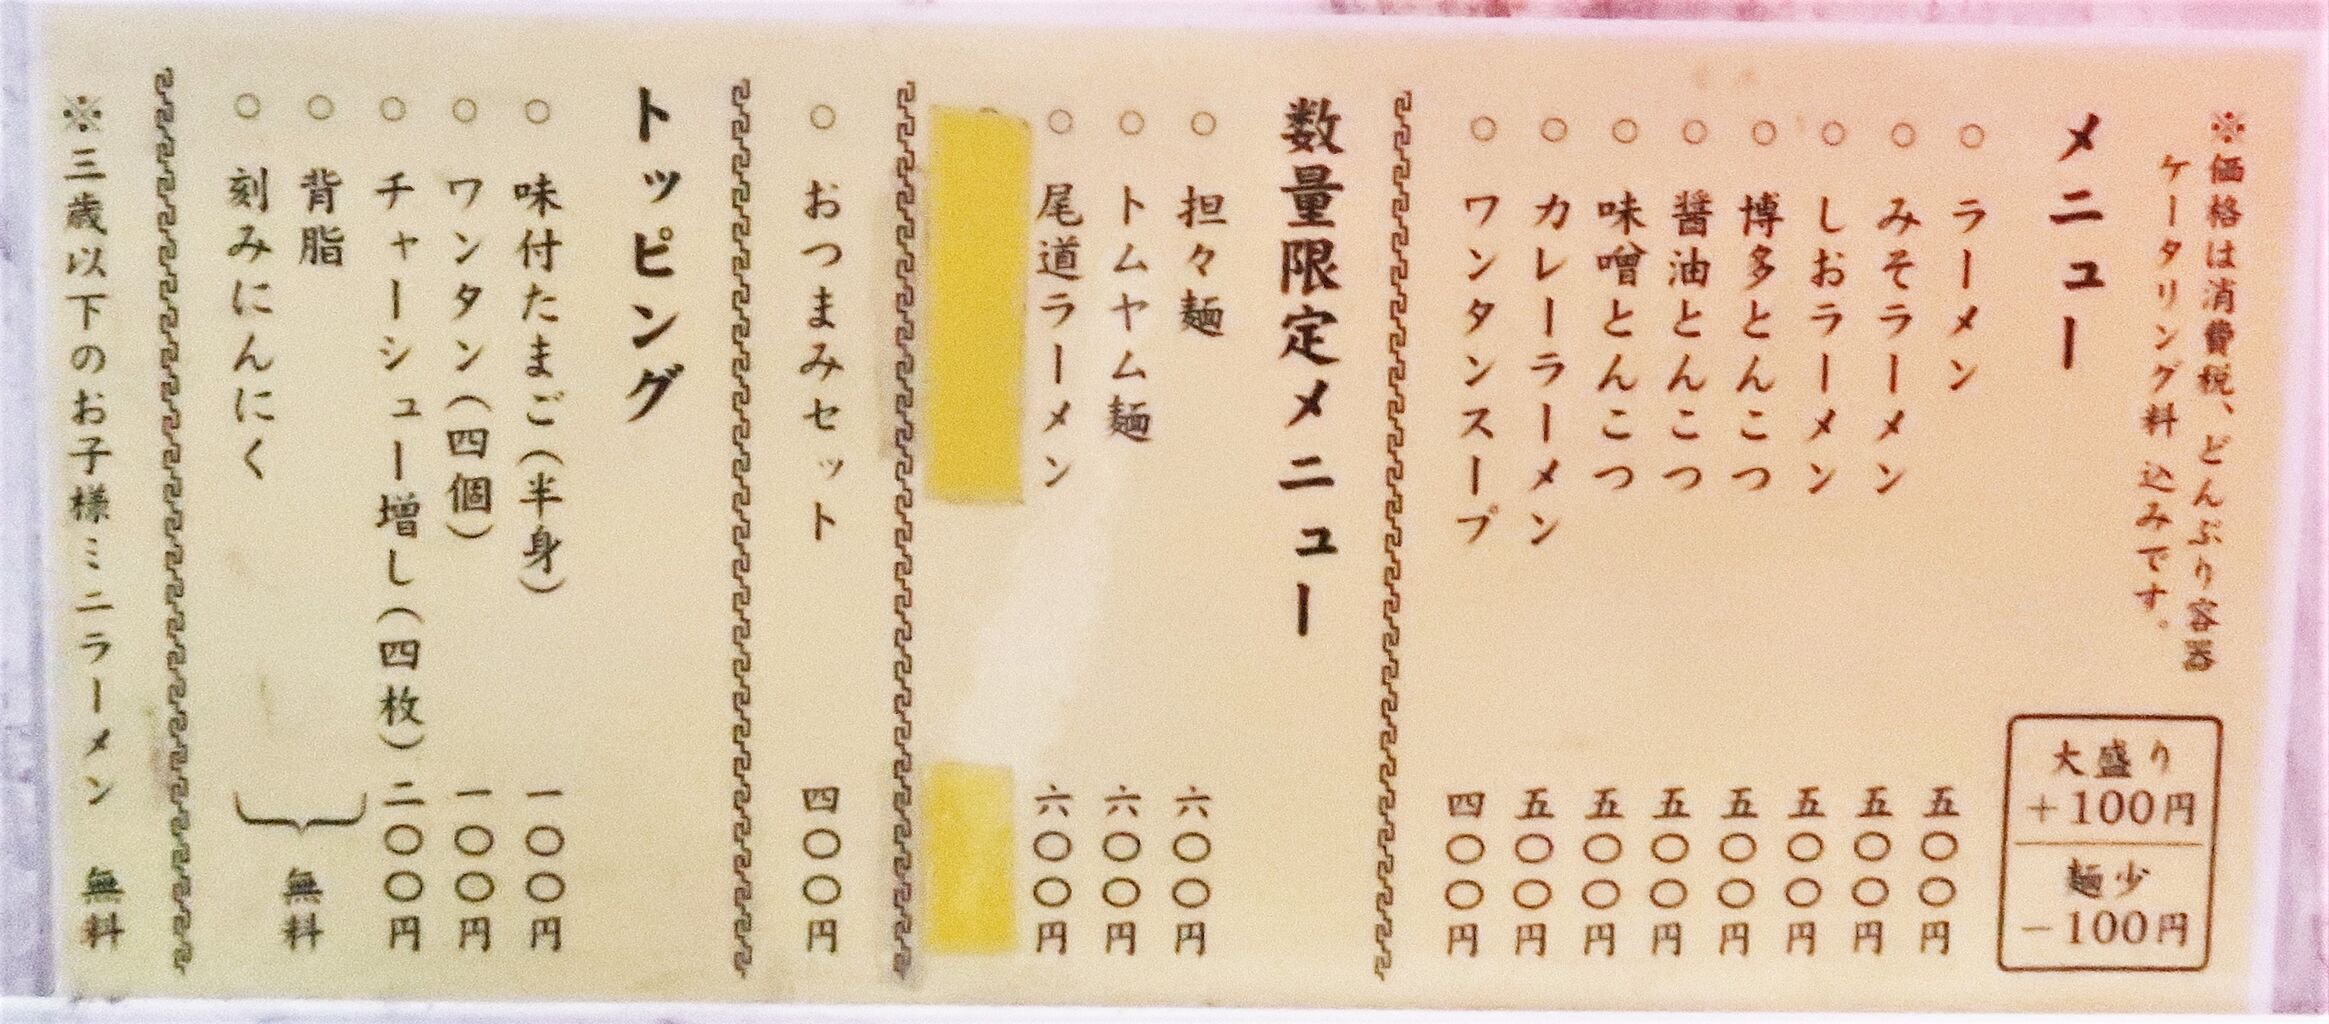 ※価格は消費税、どんぶり容器
ケータリング料 込みです。
大盛り
+100円
麺少
-100円
メニュー
○ ラーメン 五〇〇円
○ みそラーメン 五〇〇円
○ しおラーメン 五〇〇円
○ 博多とんこつ 五〇〇円
○ 醤油とんこつ 五〇〇円
○ 味噌とんこつ 五〇〇円
○ カレーラーメン 五〇〇円
○ ワンタンスープ 四〇〇円
数量限定メニュー
○ 担々麺 六〇〇円
○ トムヤム麺 六〇〇円
○ 尾道ラーメン 六〇〇円
○ おつまみセット 四〇〇円
トッピング
○ 味付たまご(半身) 一〇〇円
○ ワンタン(四個) 一〇〇円
○ チャーシュー増し(四枚) 二〇〇円
○ 背脂
○ 刻みにんにく
無料
※三歳以下のお子様ミニラーメン 無料